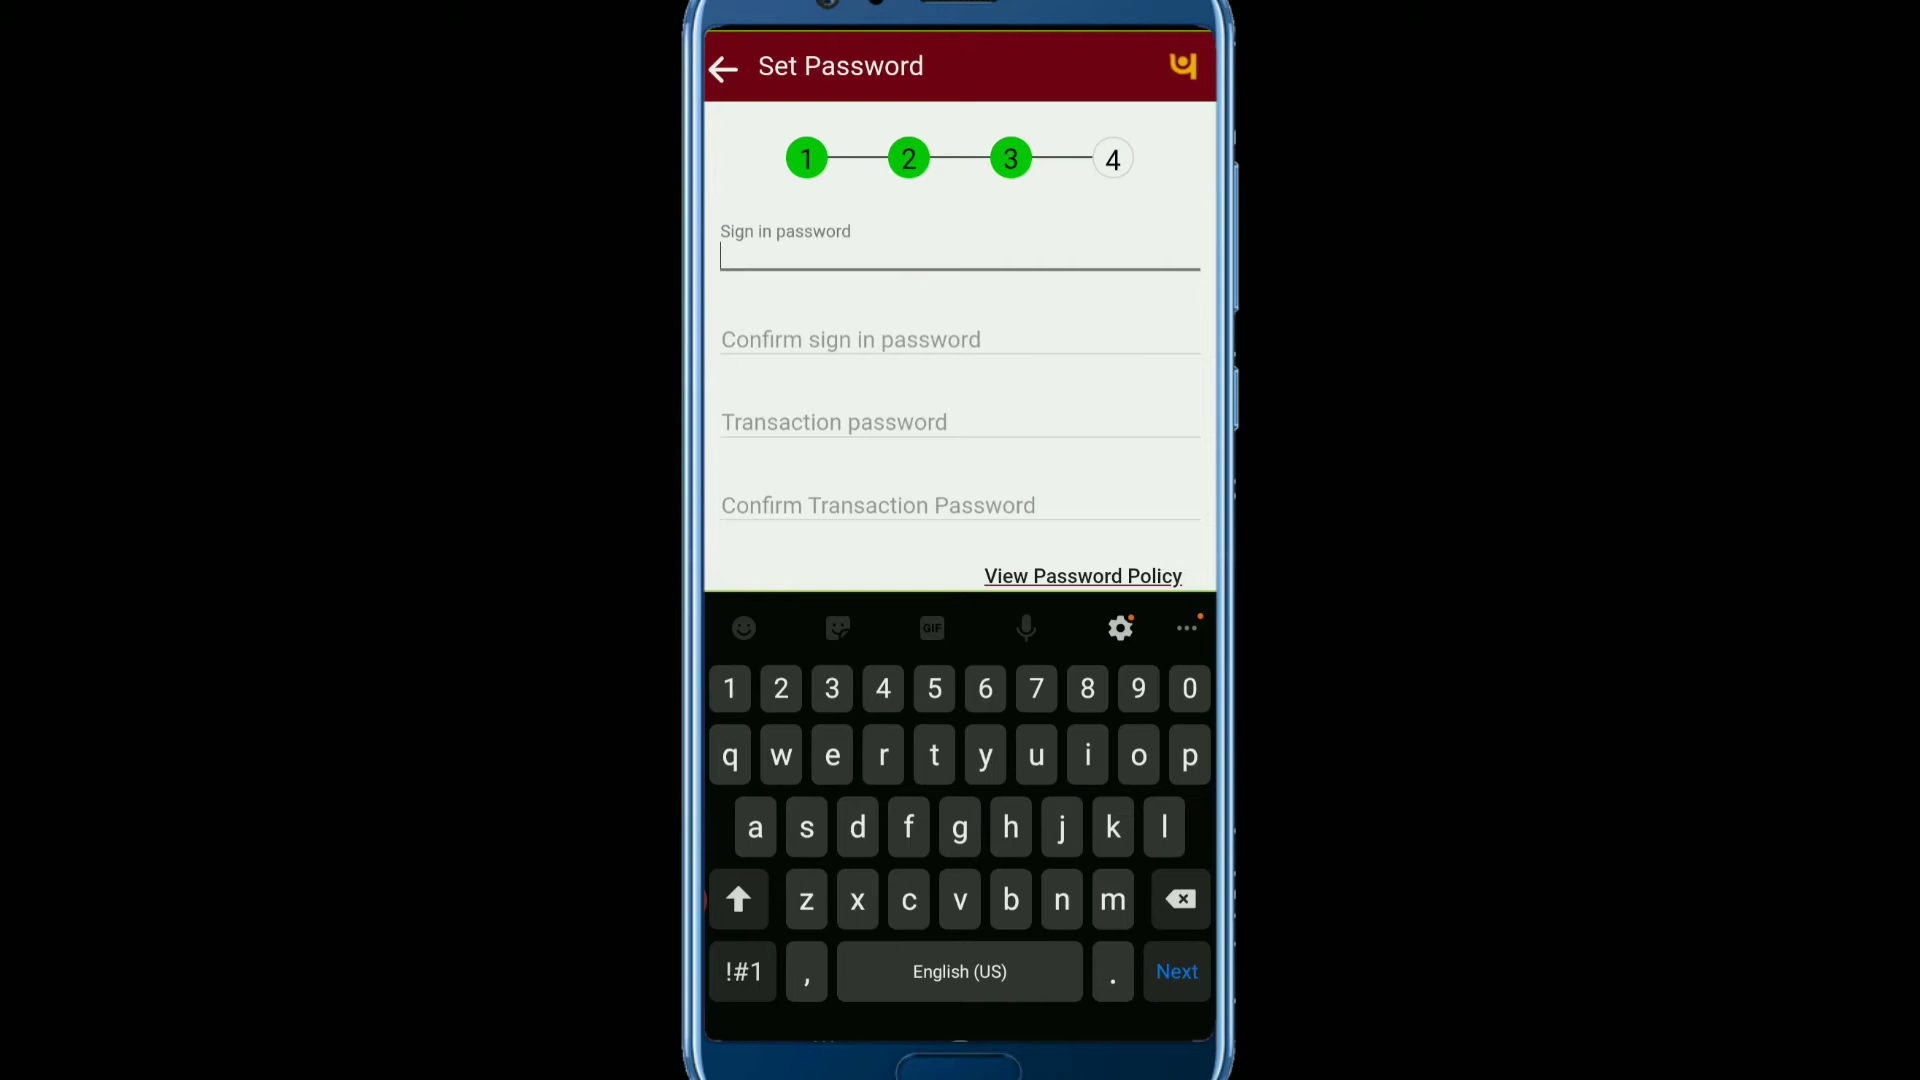 Set Password
1 2 3 4
Sign in password
Confirm sign in password
Transaction password
Confirm Transaction Password
View Password Policy
GIF
1 2 3 4 5 6 7 8 9 0
q w e r t y u i o p
a s d f g h j k l
z x c v b n m
!#1 , English (US) . Next